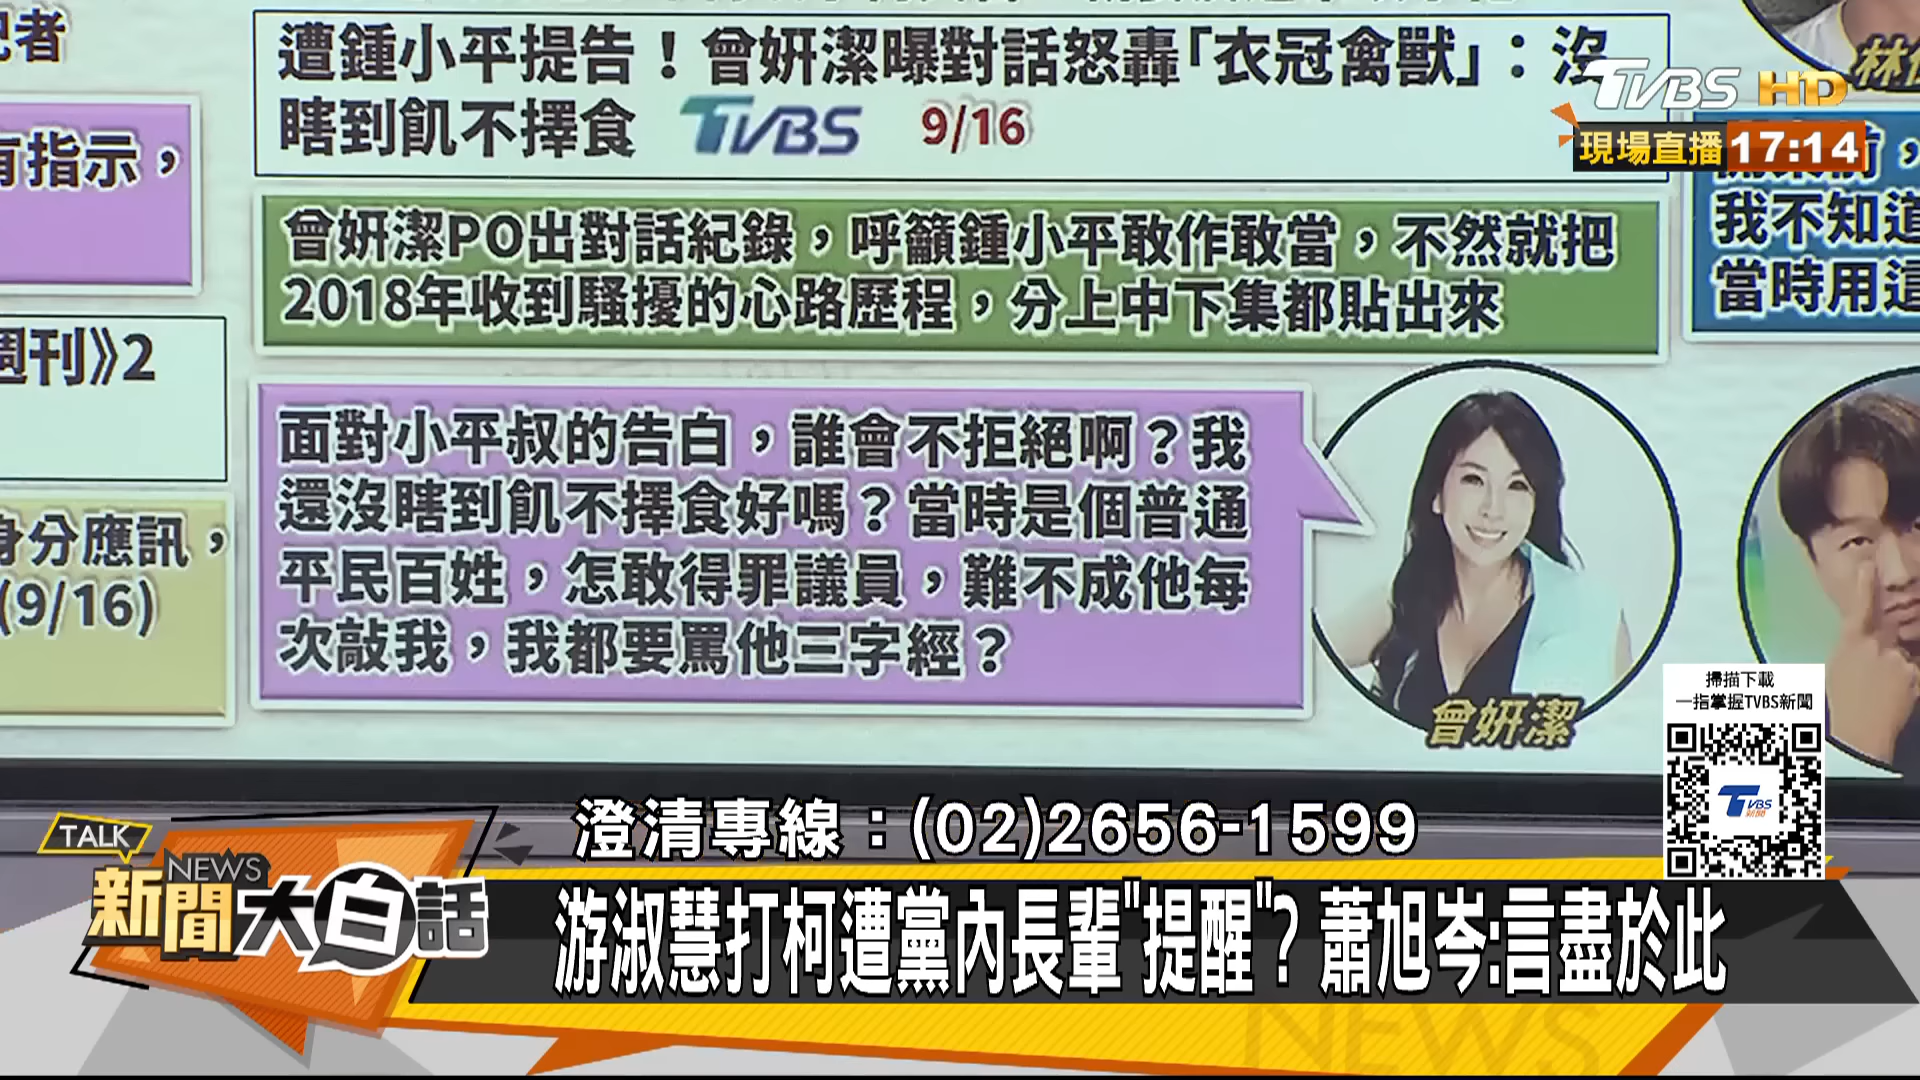 記者
遭鍾小平提告！曾妍潔曝對話怒轟「衣冠禽獸」：沒
瞎到飢不擇食 TVBS 9/16
TVBS HD
現場直播 17:14
有指示，
曾妍潔PO出對話紀錄，呼籲鍾小平敢作敢當，不然就把
2018年收到騷擾的心路歷程，分上中下集都貼出來
我不知道
當時用這
週刊》2
面對小平叔的告白，誰會不拒絕啊？我
還沒瞎到飢不擇食好嗎？當時是個普通
平民百姓，怎敢得罪議員，難不成他每
次敲我，我都要罵他三字經？
身分應訊，
(9/16)
曾妍潔
掃描下載
一指掌握TVBS新聞
TVBS
新聞
澄清專線：(02)2656-1599
TALK
NEWS
新聞大白話
游淑慧打柯遭黨內長輩"提醒"? 蕭旭岑:言盡於此
NEWS